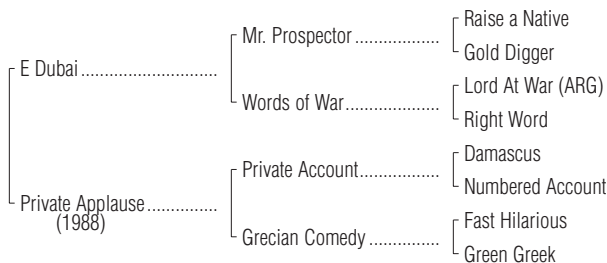 Raise a Native
Mr. Prospector ..................
Gold Digger
E Dubai .............................
Lord At War (ARG)
Words of War....................
Right Word
Damascus
Private Account.................
Numbered Account
Private Applause ...............
(1988)
Fast Hilarious
Grecian Comedy ...............
Green Greek